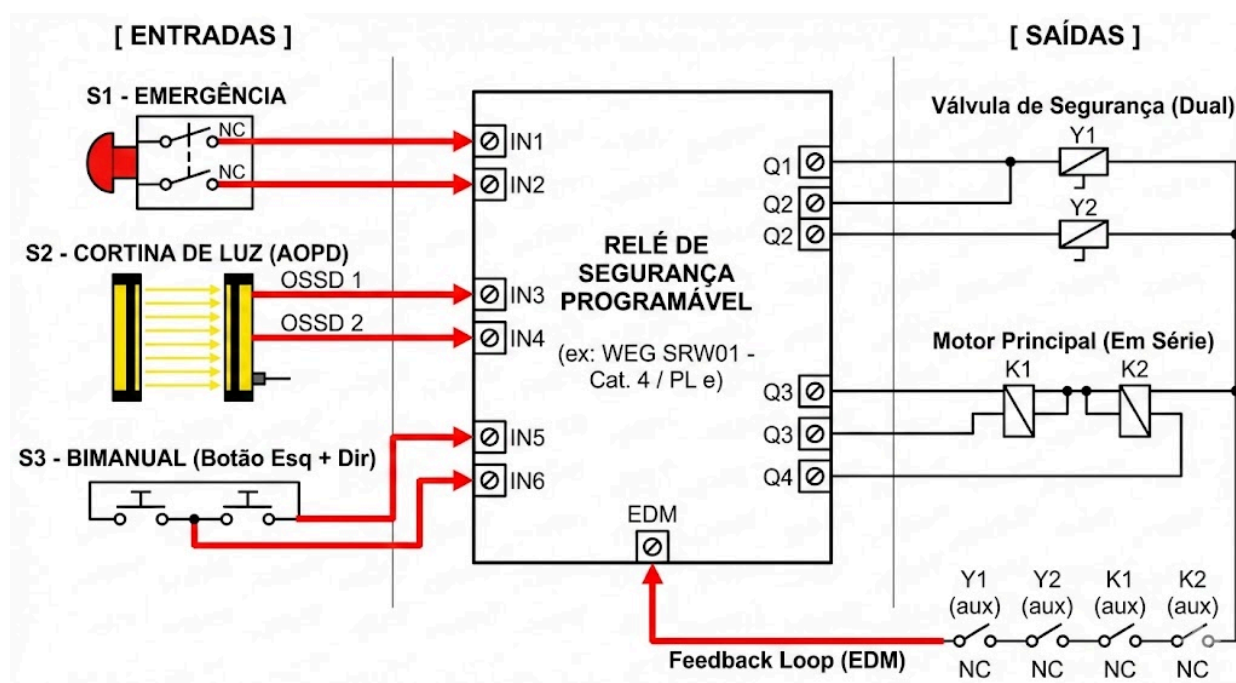 [ ENTRADAS ]
S1 - EMERGÊNCIA
NC
NC
S2 - CORTINA DE LUZ (AOPD)
OSSD 1
OSSD 2
S3 - BIMANUAL (Botão Esq + Dir)
IN1
IN2
IN3
IN4
IN5
IN6
RELÉ DE
SEGURANÇA
PROGRAMÁVEL
(ex: WEG SRW01 -
Cat. 4 / PL e)
EDM
Q1
Q2
Q2
Q3
Q3
Q4
[ SAÍDAS ]
Válvula de Segurança (Dual)
Y1
Y2
Motor Principal (Em Série)
K1 K2
Y1 Y2 K1 K2
(aux) (aux) (aux) (aux)
NC NC NC NC
Feedback Loop (EDM)